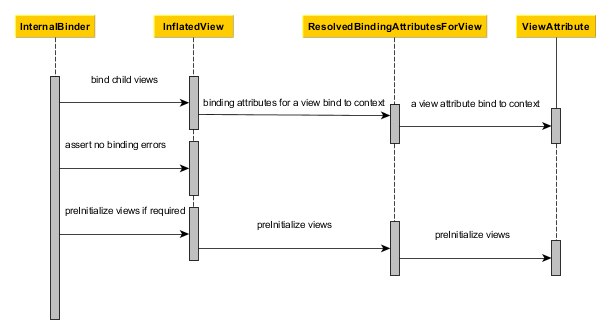 InternalBinder
InflatedView
ResolvedBindingAttributesForView
ViewAttribute
bind child views
binding attributes for a view bind to context
a view attribute bind to context
assert no binding errors
preInitialize views if required
preInitialize views
preInitialize views